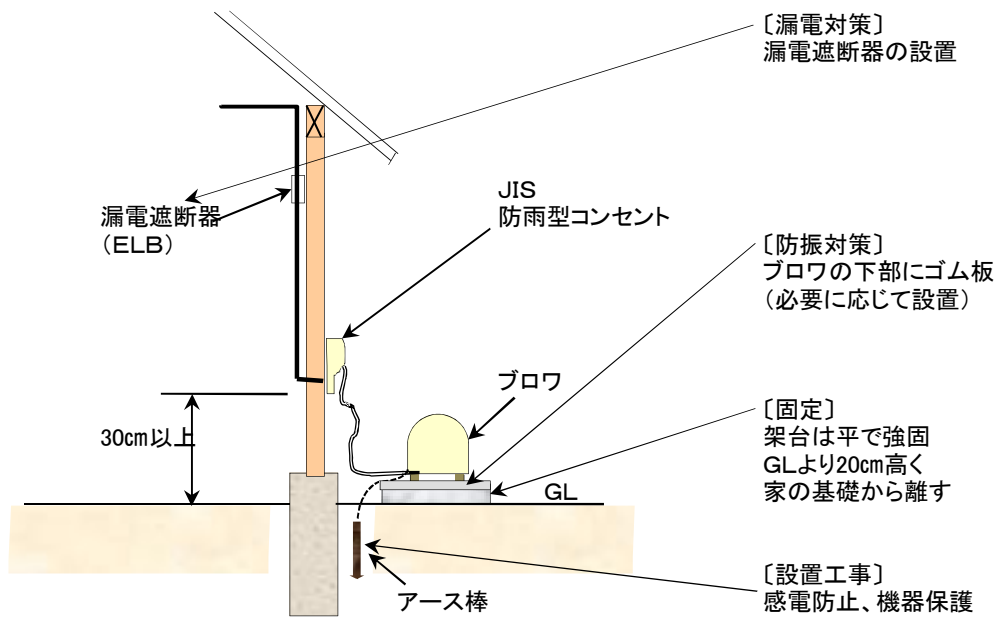 〔漏電対策〕
漏電遮断器の設置
漏電遮断器
（ELB）
JIS
防雨型コンセント
〔防振対策〕
ブロワの下部にゴム板
（必要に応じて設置）
ブロワ
30㎝以上
GL
〔固定〕
架台は平で強固
GLより20㎝高く
家の基礎から離す
アース棒
〔設置工事〕
感電防止、機器保護